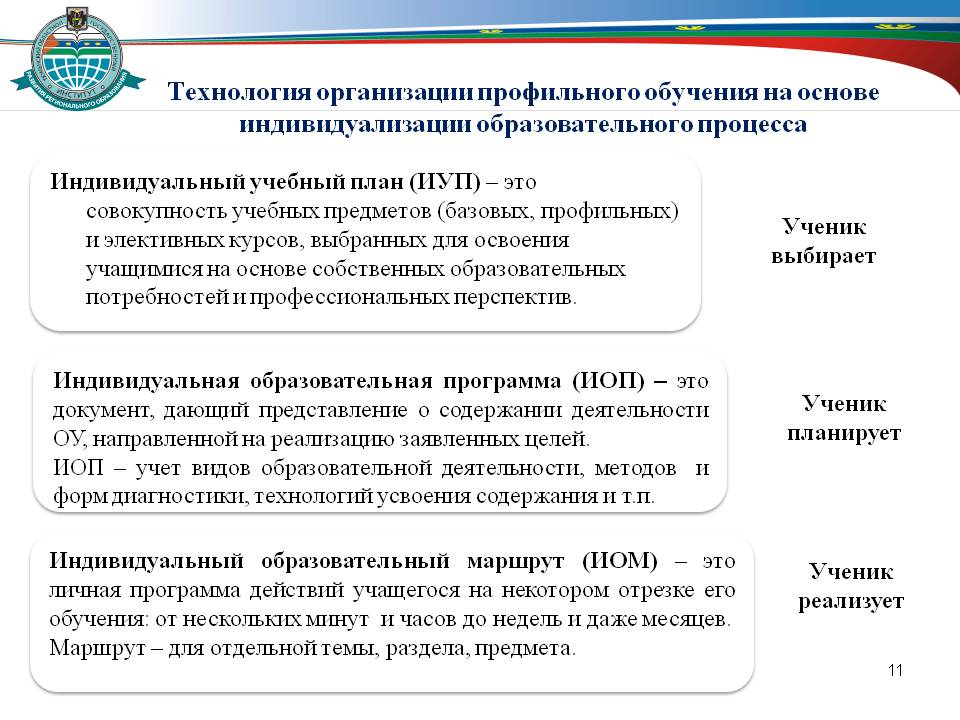 Технология организации профильного обучения на основе
индивидуализации образовательного процесса
Индивидуальный учебный план (ИУП) – это
совокупность учебных предметов (базовых, профильных)
и элективных курсов, выбранных для освоения
учащимися на основе собственных образовательных
потребностей и профессиональных перспектив.
Ученик
выбирает
Индивидуальная образовательная программа (ИОП) – это
документ, дающий представление о содержании деятельности
ОУ, направленной на реализацию заявленных целей.
ИОП – учет видов образовательной деятельности, методов и
форм диагностики, технологий усвоения содержания и т.п.
Ученик
планирует
Индивидуальный образовательный маршрут (ИОМ) – это
личная программа действий учащегося на некотором отрезке его
обучения: от нескольких минут и часов до недель и даже месяцев.
Маршрут – для отдельной темы, раздела, предмета.
Ученик
реализует
11
ИНСТИТУТ
РАЗВИТИЯ РЕГИОНАЛЬНОГО ОБРАЗОВАНИЯ